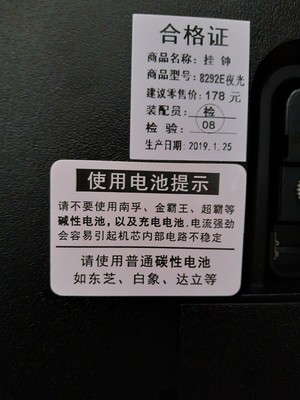 合格证
商品名称：挂 钟
商品型号：8292E夜光
建议零售价：178 元
装配员：检
检 验：08
生产日期：2019.1.25
使用电池提示
请不要使用南孚、金霸王、超霸等
碱性电池，以及充电电池.电流强劲
会容易引起机芯内部电路不稳定
请使用普通碳性电池
如东芝、白象、达立等